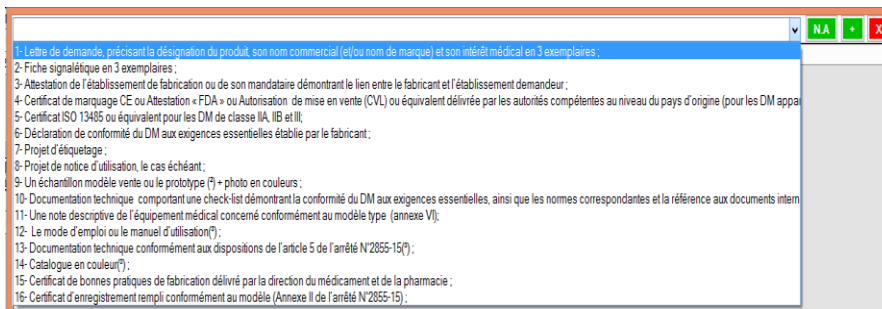 N.A + X
1- Lettre de demande, précisant la désignation du produit, son nom commercial (et/ou nom de marque) et son intérêt médical en 3 exemplaires ;
2- Fiche signalétique en 3 exemplaires ;
3- Attestation de l'établissement de fabrication ou de son mandataire démontrant le lien entre le fabricant et l'établissement demandeur ;
4- Certificat de marquage CE ou Attestation « FDA » ou Autorisation de mise en vente (CVL) ou équivalent délivrée par les autorités compétentes au niveau du pays d'origine (pour les DM appar
5- Certificat ISO 13485 ou équivalent pour les DM de classe IIA, IIB et III;
6- Déclaration de conformité du DM aux exigences essentielles établie par le fabricant ;
7- Projet d'étiquetage ;
8- Projet de notice d'utilisation, le cas échéant ;
9- Un échantillon modèle vente ou le prototype (²) + photo en couleurs ;
10- Documentation technique comportant une check-list démontrant la conformité du DM aux exigences essentielles, ainsi que les normes correspondantes et la référence aux documents intern
11- Une note descriptive de l'équipement médical concerné conformément au modèle type (annexe VI);
12- Le mode d'emploi ou le manuel d'utilisation(²) ;
13- Documentation technique conformément aux dispositions de l'article 5 de l'arrêté N°2855-15(²) ;
14- Catalogue en couleur(²) ;
15- Certificat de bonnes pratiques de fabrication délivré par la direction du médicament et de la pharmacie ;
16- Certificat d'enregistrement rempli conformément au modèle (Annexe II de l'arrêté N°2855-15) ;